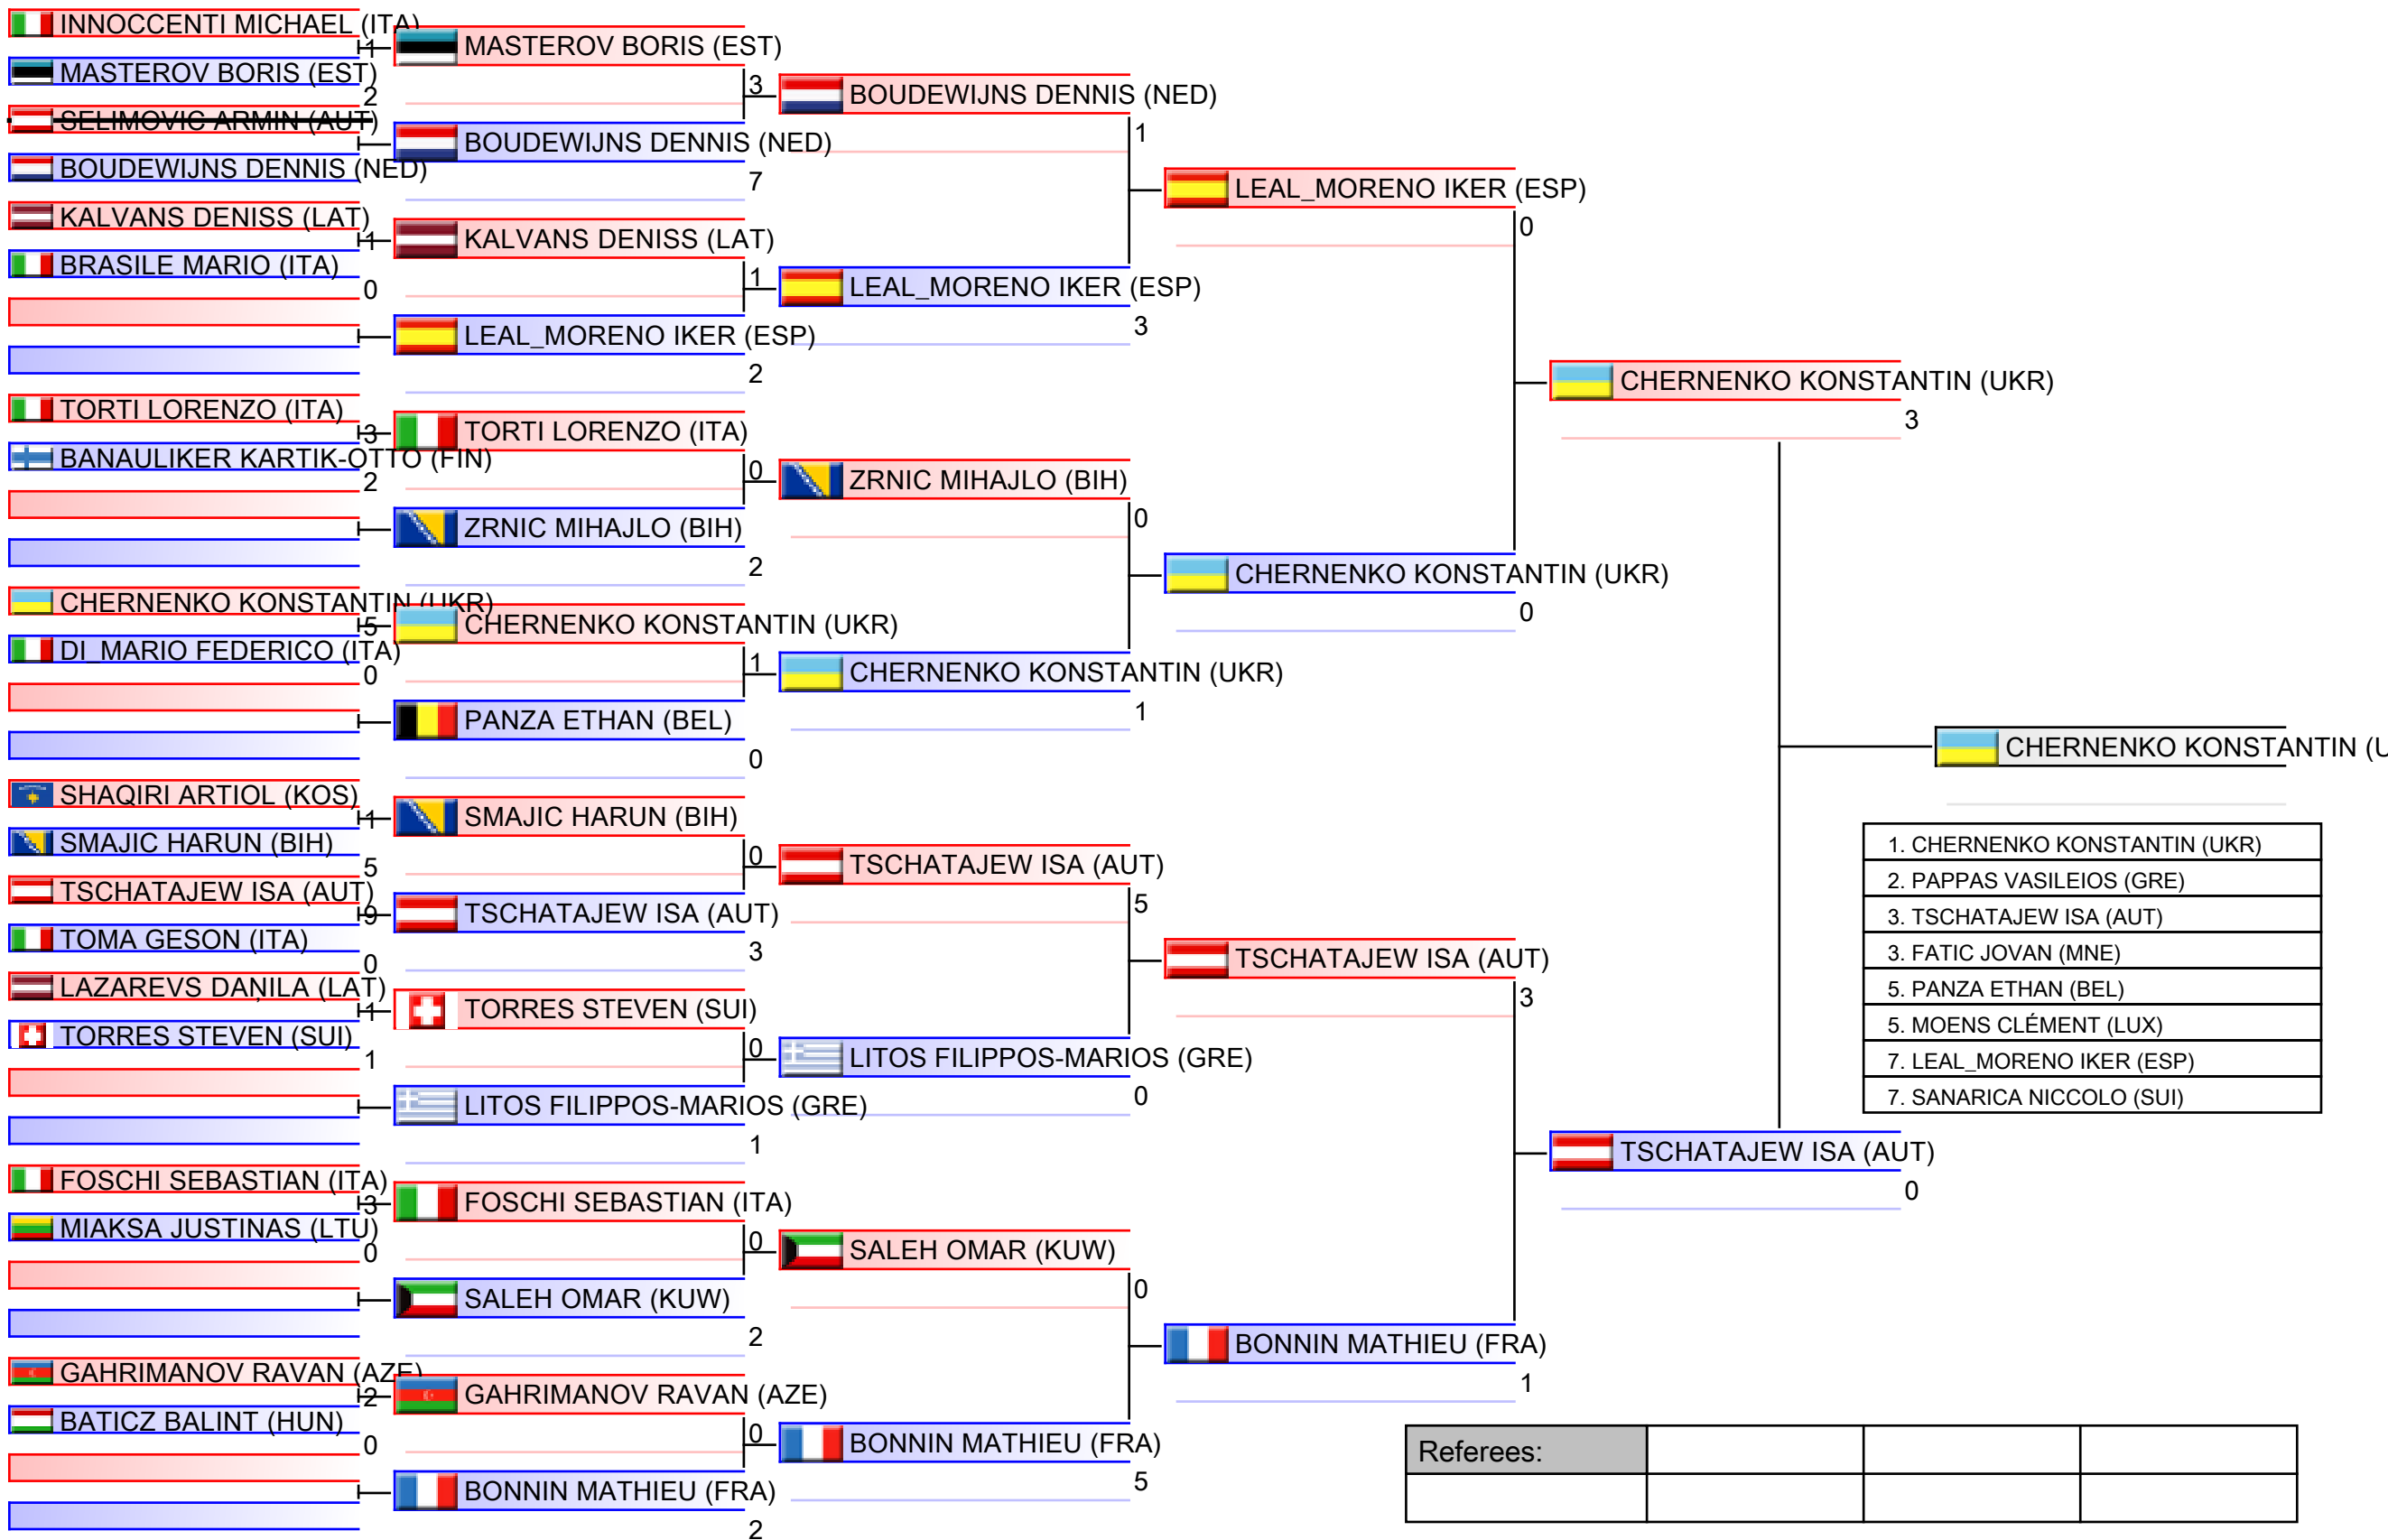 INNOCCENTI MICHAEL (ITA)
1
MASTEROV BORIS (EST)
2
SELIMOVIC ARMIN (AUT)
BOUDEWIJNS DENNIS (NED)
KALVANS DENISS (LAT)
1
BRASILE MARIO (ITA)
0
TORTI LORENZO (ITA)
3
BANAULIKER KARTIK-OTTO (FIN)
2
CHERNENKO KONSTANTIN (UKR)
5
DI_MARIO FEDERICO (ITA)
0
SHAQIRI ARTIOL (KOS)
1
SMAJIC HARUN (BIH)
5
TSCHATAJEW ISA (AUT)
9
TOMA GESON (ITA)
0
LAZAREVS DAŅILA (LAT)
1
TORRES STEVEN (SUI)
1
FOSCHI SEBASTIAN (ITA)
3
MIAKSA JUSTINAS (LTU)
0
GAHRIMANOV RAVAN (AZE)
2
BATICZ BALINT (HUN)
0
MASTEROV BORIS (EST)
3
BOUDEWIJNS DENNIS (NED)
7
KALVANS DENISS (LAT)
1
LEAL_MORENO IKER (ESP)
2
TORTI LORENZO (ITA)
0
ZRNIC MIHAJLO (BIH)
2
CHERNENKO KONSTANTIN (UKR)
1
PANZA ETHAN (BEL)
0
SMAJIC HARUN (BIH)
0
TSCHATAJEW ISA (AUT)
3
TORRES STEVEN (SUI)
0
LITOS FILIPPOS-MARIOS (GRE)
1
FOSCHI SEBASTIAN (ITA)
0
SALEH OMAR (KUW)
2
GAHRIMANOV RAVAN (AZE)
0
BONNIN MATHIEU (FRA)
2
BOUDEWIJNS DENNIS (NED)
1
LEAL_MORENO IKER (ESP)
3
ZRNIC MIHAJLO (BIH)
0
CHERNENKO KONSTANTIN (UKR)
1
TSCHATAJEW ISA (AUT)
5
LITOS FILIPPOS-MARIOS (GRE)
0
SALEH OMAR (KUW)
0
BONNIN MATHIEU (FRA)
5
LEAL_MORENO IKER (ESP)
0
CHERNENKO KONSTANTIN (UKR)
0
TSCHATAJEW ISA (AUT)
3
BONNIN MATHIEU (FRA)
1
CHERNENKO KONSTANTIN (UKR)
3
TSCHATAJEW ISA (AUT)
0
CHERNENKO KONSTANTIN (U
1. CHERNENKO KONSTANTIN (UKR)
2. PAPPAS VASILEIOS (GRE)
3. TSCHATAJEW ISA (AUT)
3. FATIC JOVAN (MNE)
5. PANZA ETHAN (BEL)
5. MOENS CLÉMENT (LUX)
7. LEAL_MORENO IKER (ESP)
7. SANARICA NICCOLO (SUI)
Referees: